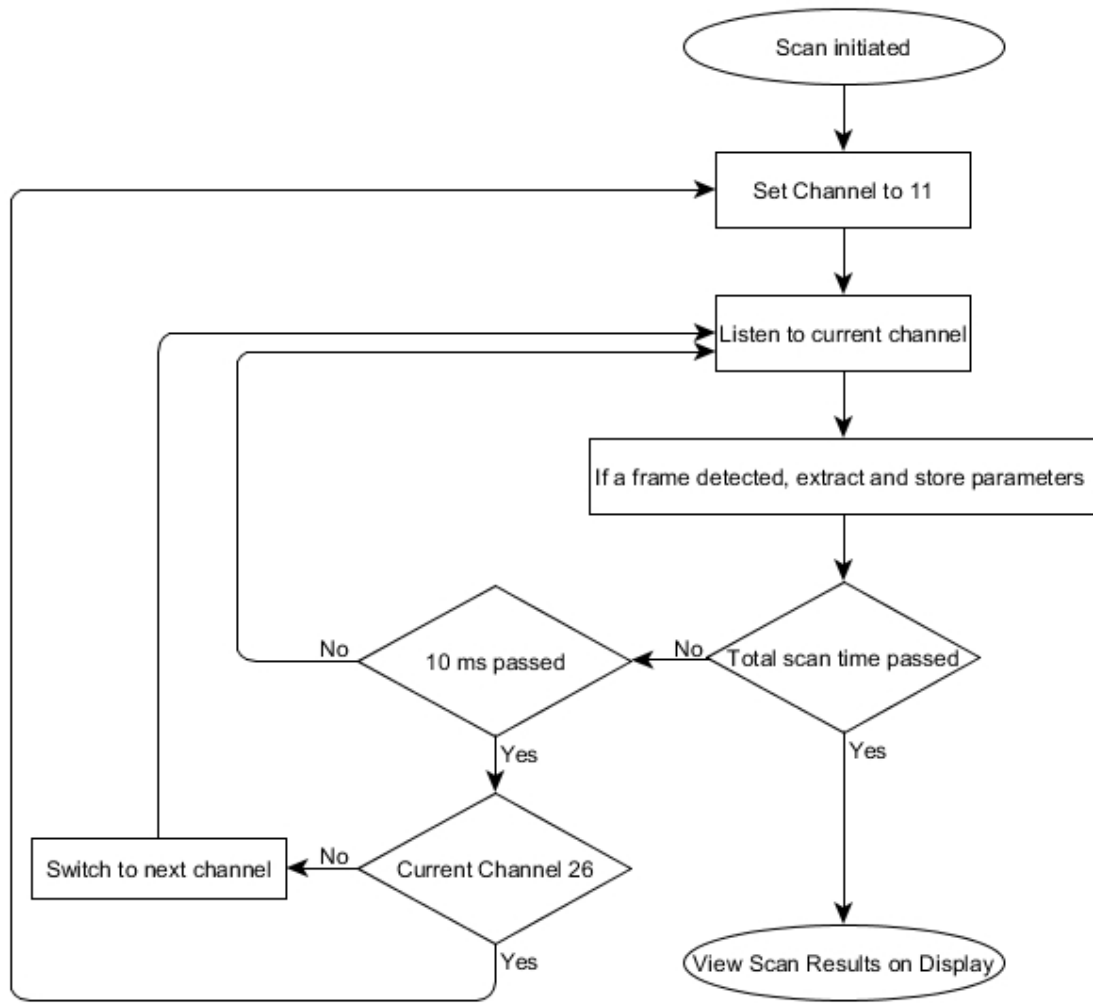 Scan initiated
Set Channel to 11
Listen to current channel
If a frame detected, extract and store parameters
Total scan time passed
No
10 ms passed
No
Yes
Yes
Current Channel 26
No
Switch to next channel
Yes
View Scan Results on Display